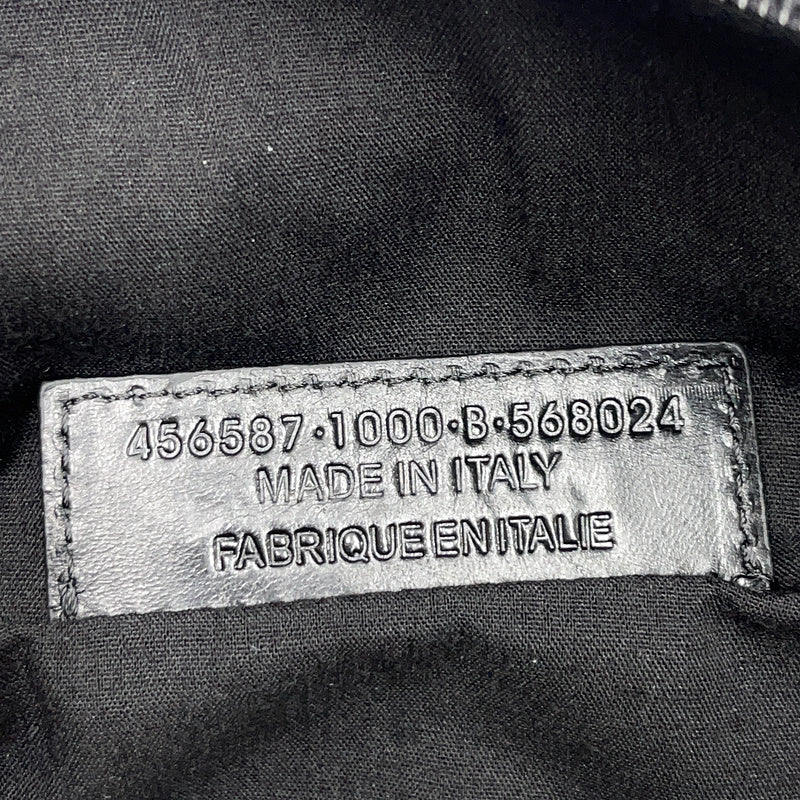 456587·1000·B·568024
MADE IN ITALY
FABRIQUE EN ITALIE